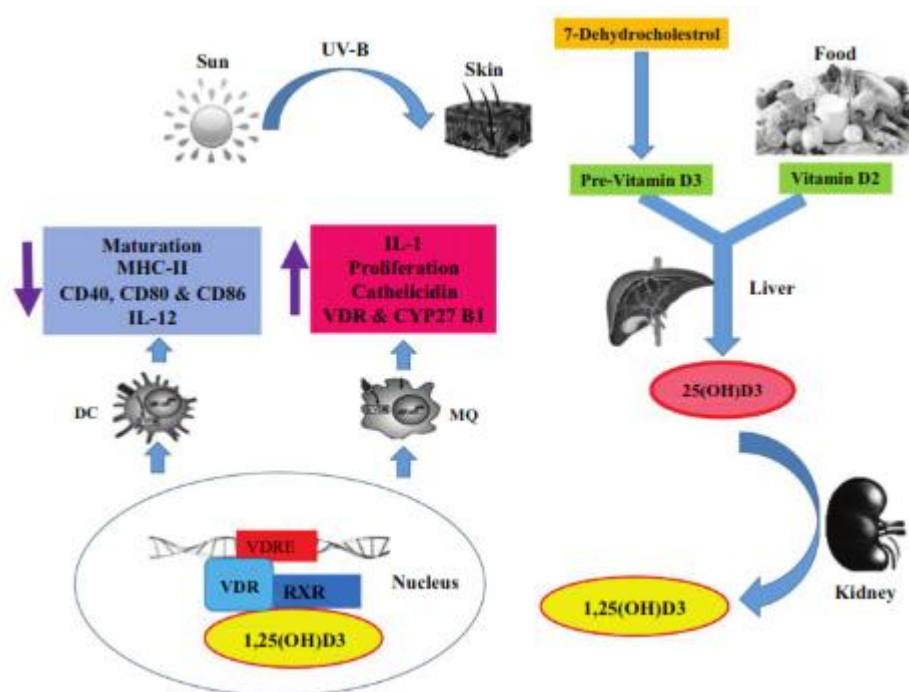 7-Dehydrocholestrol
UV-B
Sun
Skin
Food
Pre-Vitamin D3
Vitamin D2
Maturation
MHC-II
CD40, CD80 & CD86
IL-12
IL-1
Proliferation
Cathelicidin
VDR & CYP27 B1
Liver
25(OH)D3
DC
MQ
VDRE
VDR
RXR
Nucleus
1,25(OH)D3
1,25(OH)D3
Kidney